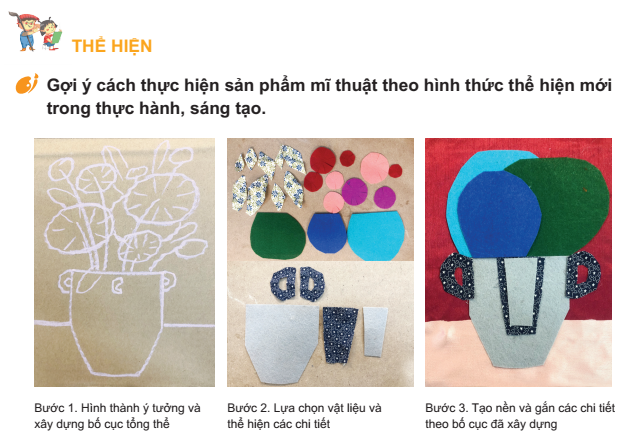 THỂ HIỆN
Gợi ý cách thực hiện sản phẩm mĩ thuật theo hình thức thể hiện mới
trong thực hành, sáng tạo.
Bước 1. Hình thành ý tưởng và
xây dựng bố cục tổng thể
Bước 2. Lựa chọn vật liệu và
thể hiện các chi tiết
Bước 3. Tạo nền và gắn các chi tiết
theo bố cục đã xây dựng